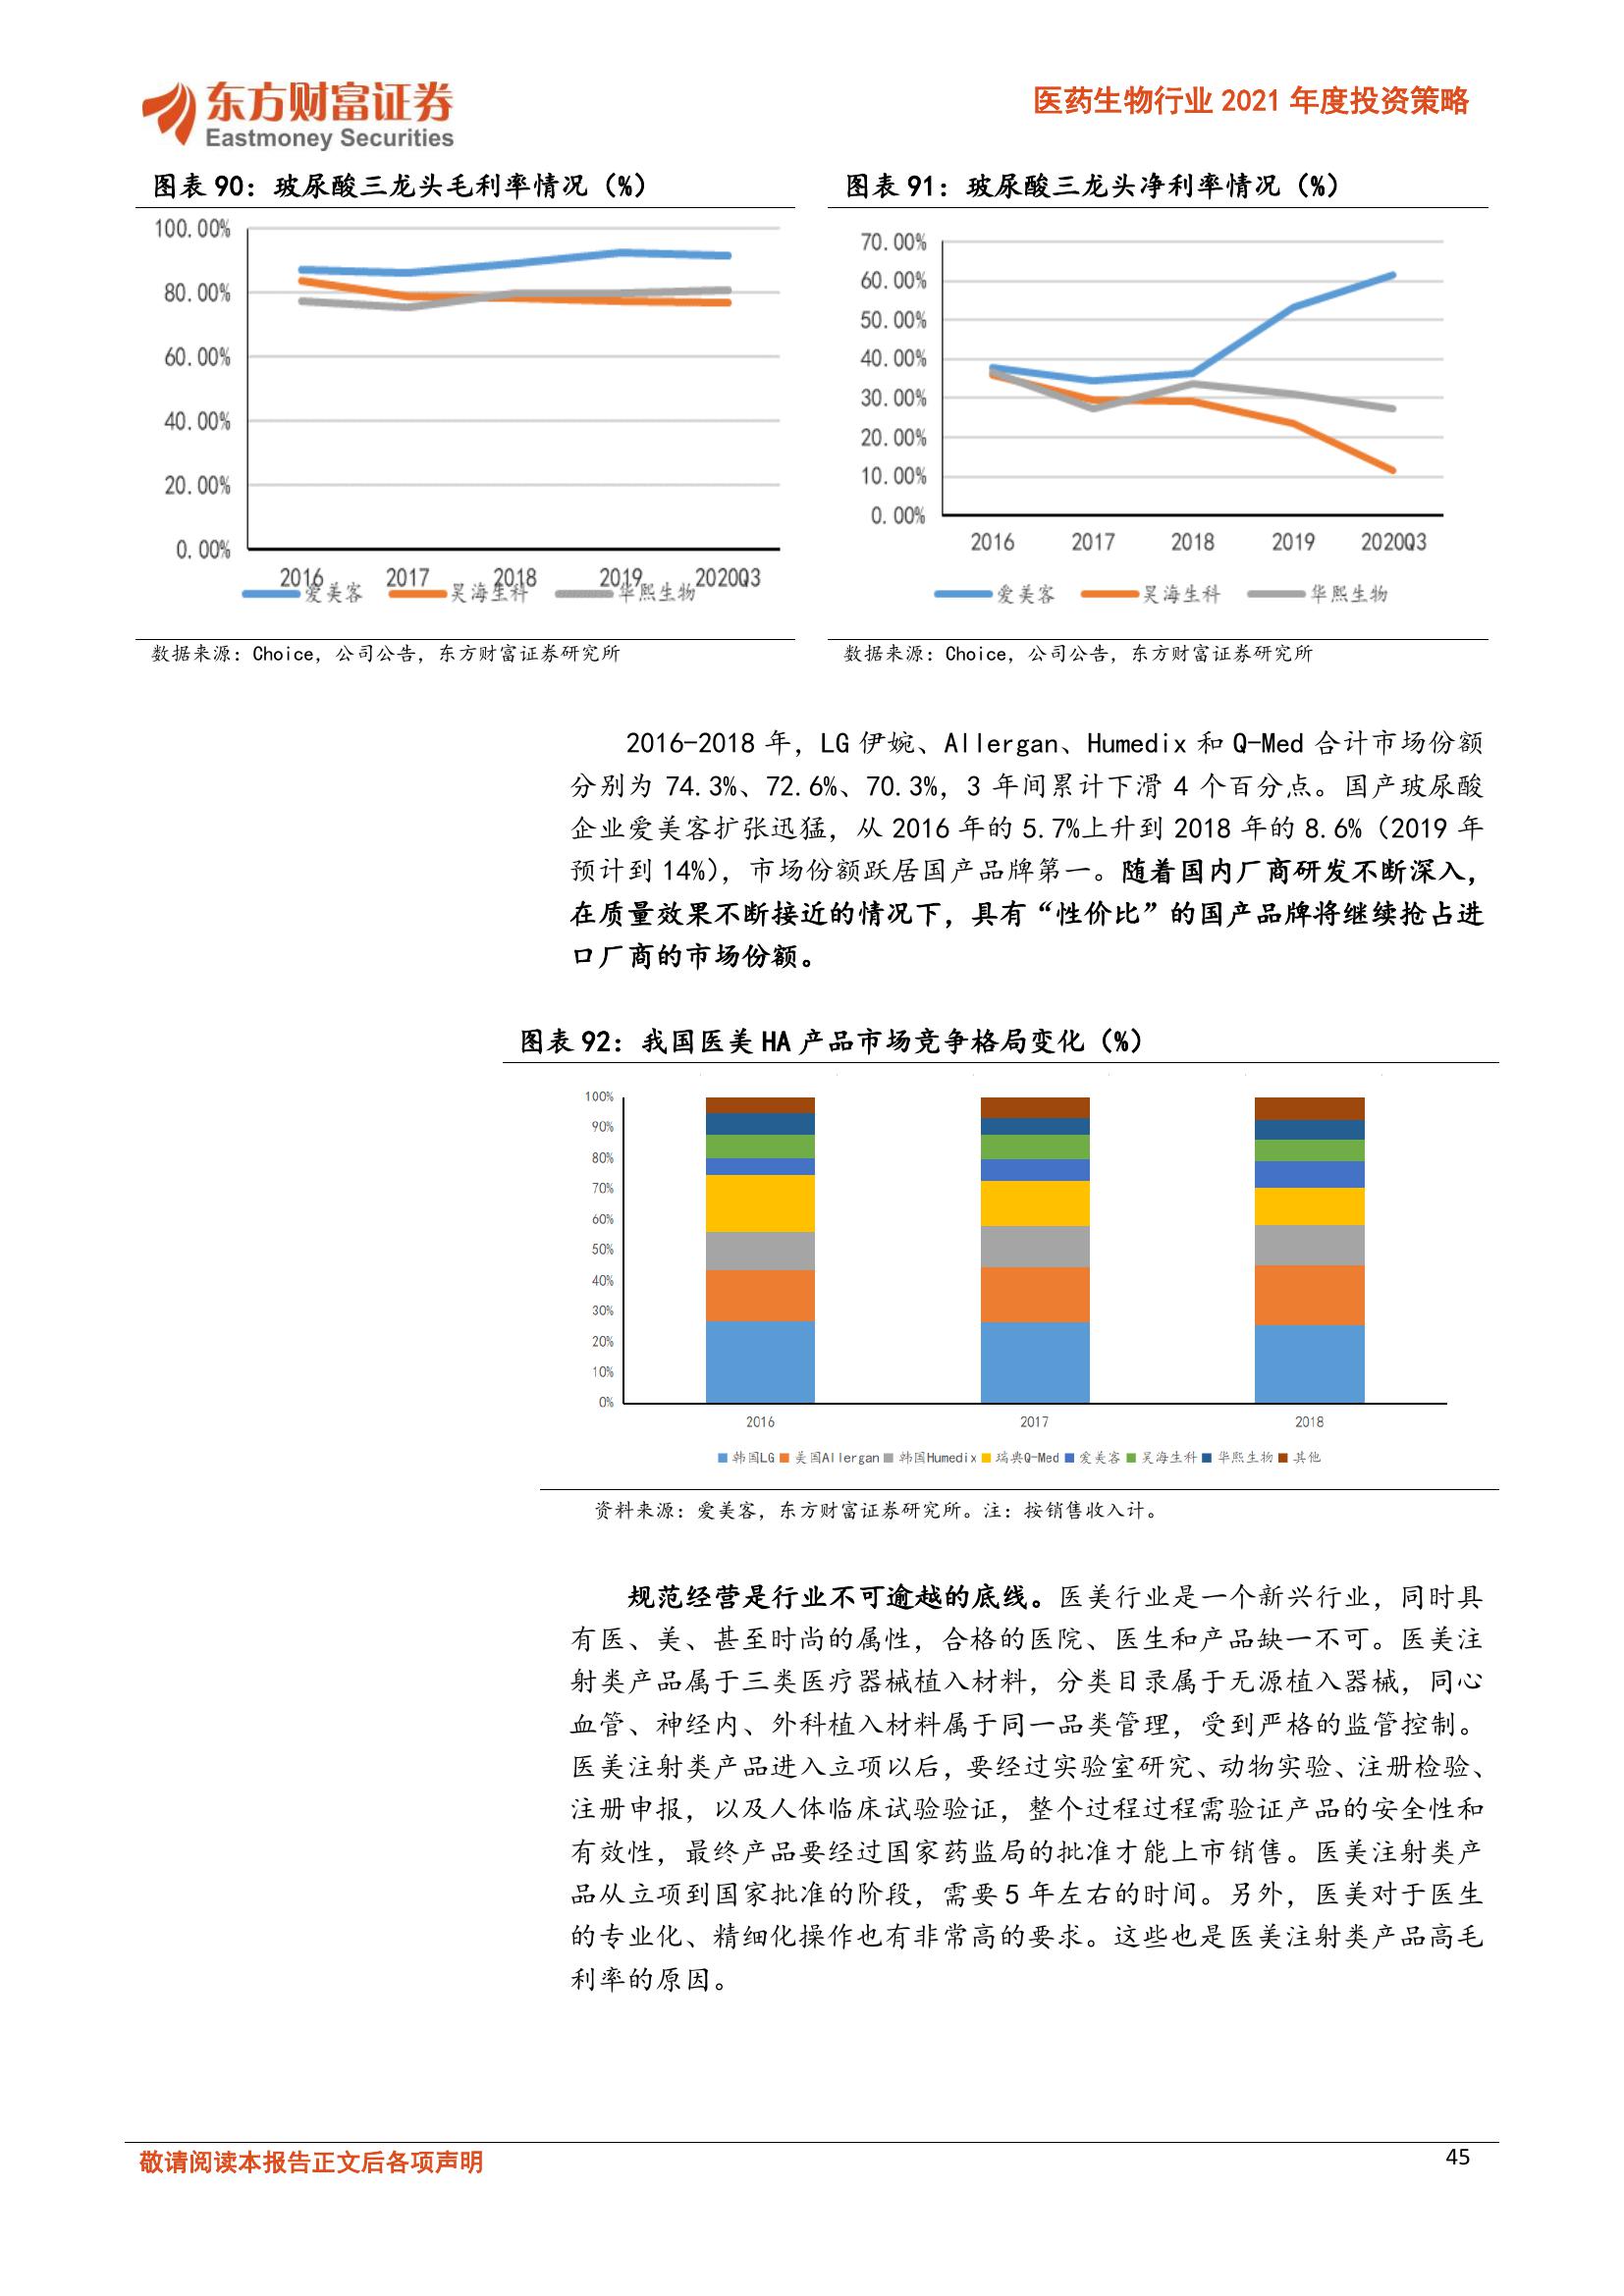 东方财富证券
Eastmoney Securities
医药生物行业 2021 年度投资策略
图表 90：玻尿酸三龙头毛利率情况（%）
100.00%
80.00%
60.00%
40.00%
20.00%
0.00%
2016 2017 2018 2019 2020Q3
爱美客 昊海生科 华熙生物
数据来源：Choice，公司公告，东方财富证券研究所
图表 91：玻尿酸三龙头净利率情况（%）
70.00%
60.00%
50.00%
40.00%
30.00%
20.00%
10.00%
0.00%
2016 2017 2018 2019 2020Q3
爱美客 昊海生科 华熙生物
数据来源：Choice，公司公告，东方财富证券研究所
2016-2018 年，LG 伊婉、Allergan、Humedix 和 Q-Med 合计市场份额
分别为 74.3%、72.6%、70.3%，3 年间累计下滑 4 个百分点。国产玻尿酸
企业爱美客扩张迅猛，从 2016 年的 5.7%上升到 2018 年的 8.6%（2019 年
预计到 14%），市场份额跃居国产品牌第一。随着国内厂商研发不断深入，
在质量效果不断接近的情况下，具有“性价比”的国产品牌将继续抢占进
口厂商的市场份额。
图表 92：我国医美 HA 产品市场竞争格局变化（%）
100%
90%
80%
70%
60%
50%
40%
30%
20%
10%
0%
2016 2017 2018
韩国LG 美国Allergan 韩国Humedix 瑞典Q-Med 爱美客 昊海生科 华熙生物 其他
资料来源：爱美客，东方财富证券研究所。注：按销售收入计。
规范经营是行业不可逾越的底线。医美行业是一个新兴行业，同时具
有医、美、甚至时尚的属性，合格的医院、医生和产品缺一不可。医美注
射类产品属于三类医疗器械植入材料，分类目录属于无源植入器械，同心
血管、神经内、外科植入材料属于同一品类管理，受到严格的监管控制。
医美注射类产品进入立项以后，要经过实验室研究、动物实验、注册检验、
注册申报，以及人体临床试验验证，整个过程过程需验证产品的安全性和
有效性，最终产品要经过国家药监局的批准才能上市销售。医美注射类产
品从立项到国家批准的阶段，需要 5 年左右的时间。另外，医美对于医生
的专业化、精细化操作也有非常高的要求。这些也是医美注射类产品高毛
利率的原因。
敬请阅读本报告正文后各项声明
45